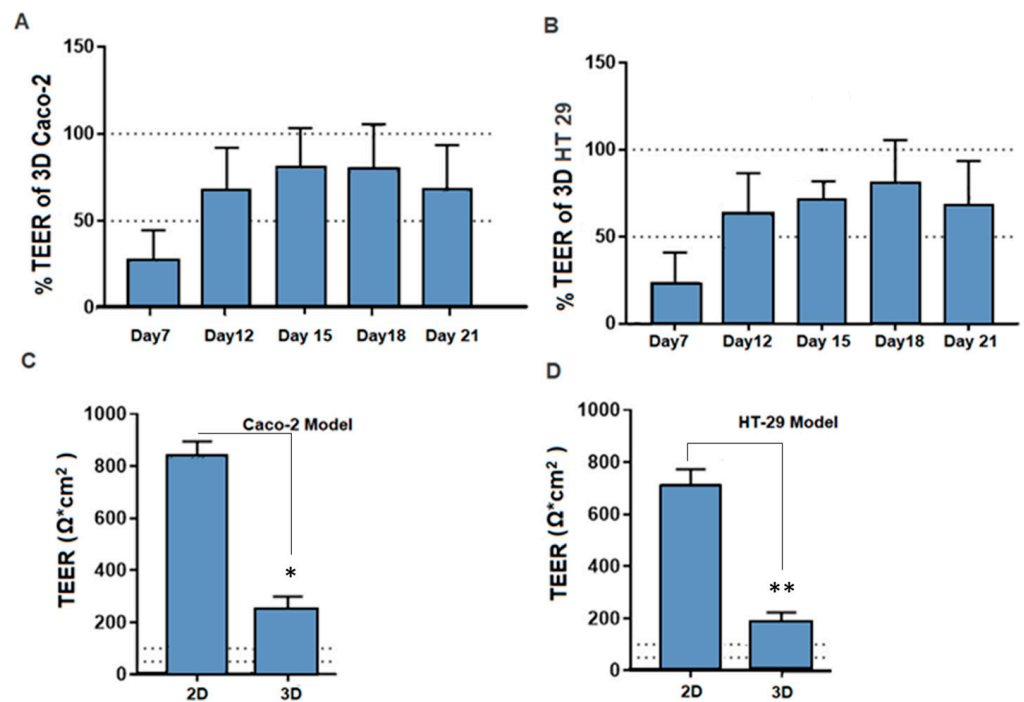 A
% TEER of 3D Caco-2
150
100
50
0
Day7 Day12 Day 15 Day18 Day 21
B
% TEER of 3D HT 29
150
100
50
0
Day7 Day12 Day 15 Day18 Day 21
C
Caco-2 Model
TEER (Ω*cm²)
1000
800
600
400
200
0
*
2D 3D
D
HT-29 Model
TEER (Ω*cm²)
1000
800
600
400
200
0
**
2D 3D